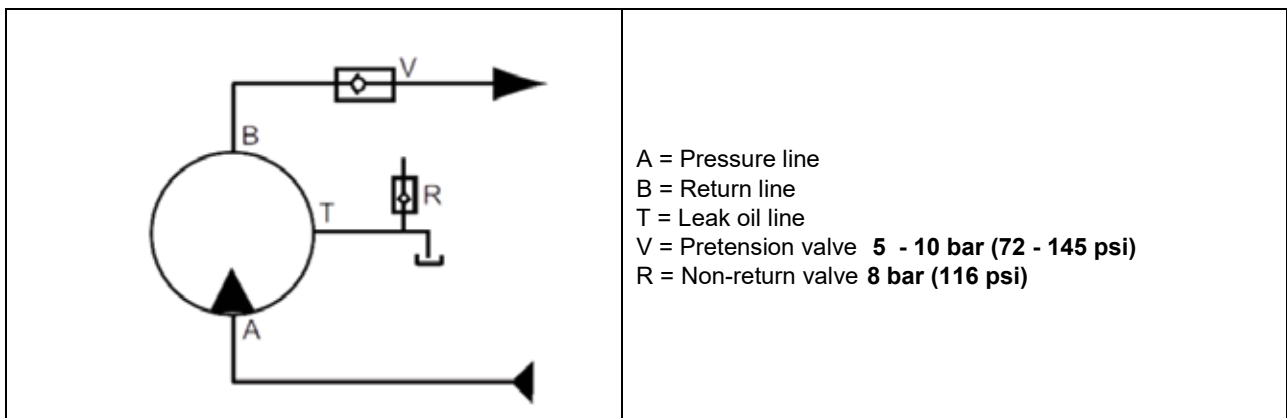 V
B
T
R
A
A = Pressure line
B = Return line
T = Leak oil line
V = Pretension valve  5  - 10 bar (72 - 145 psi)
R = Non-return valve 8 bar (116 psi)